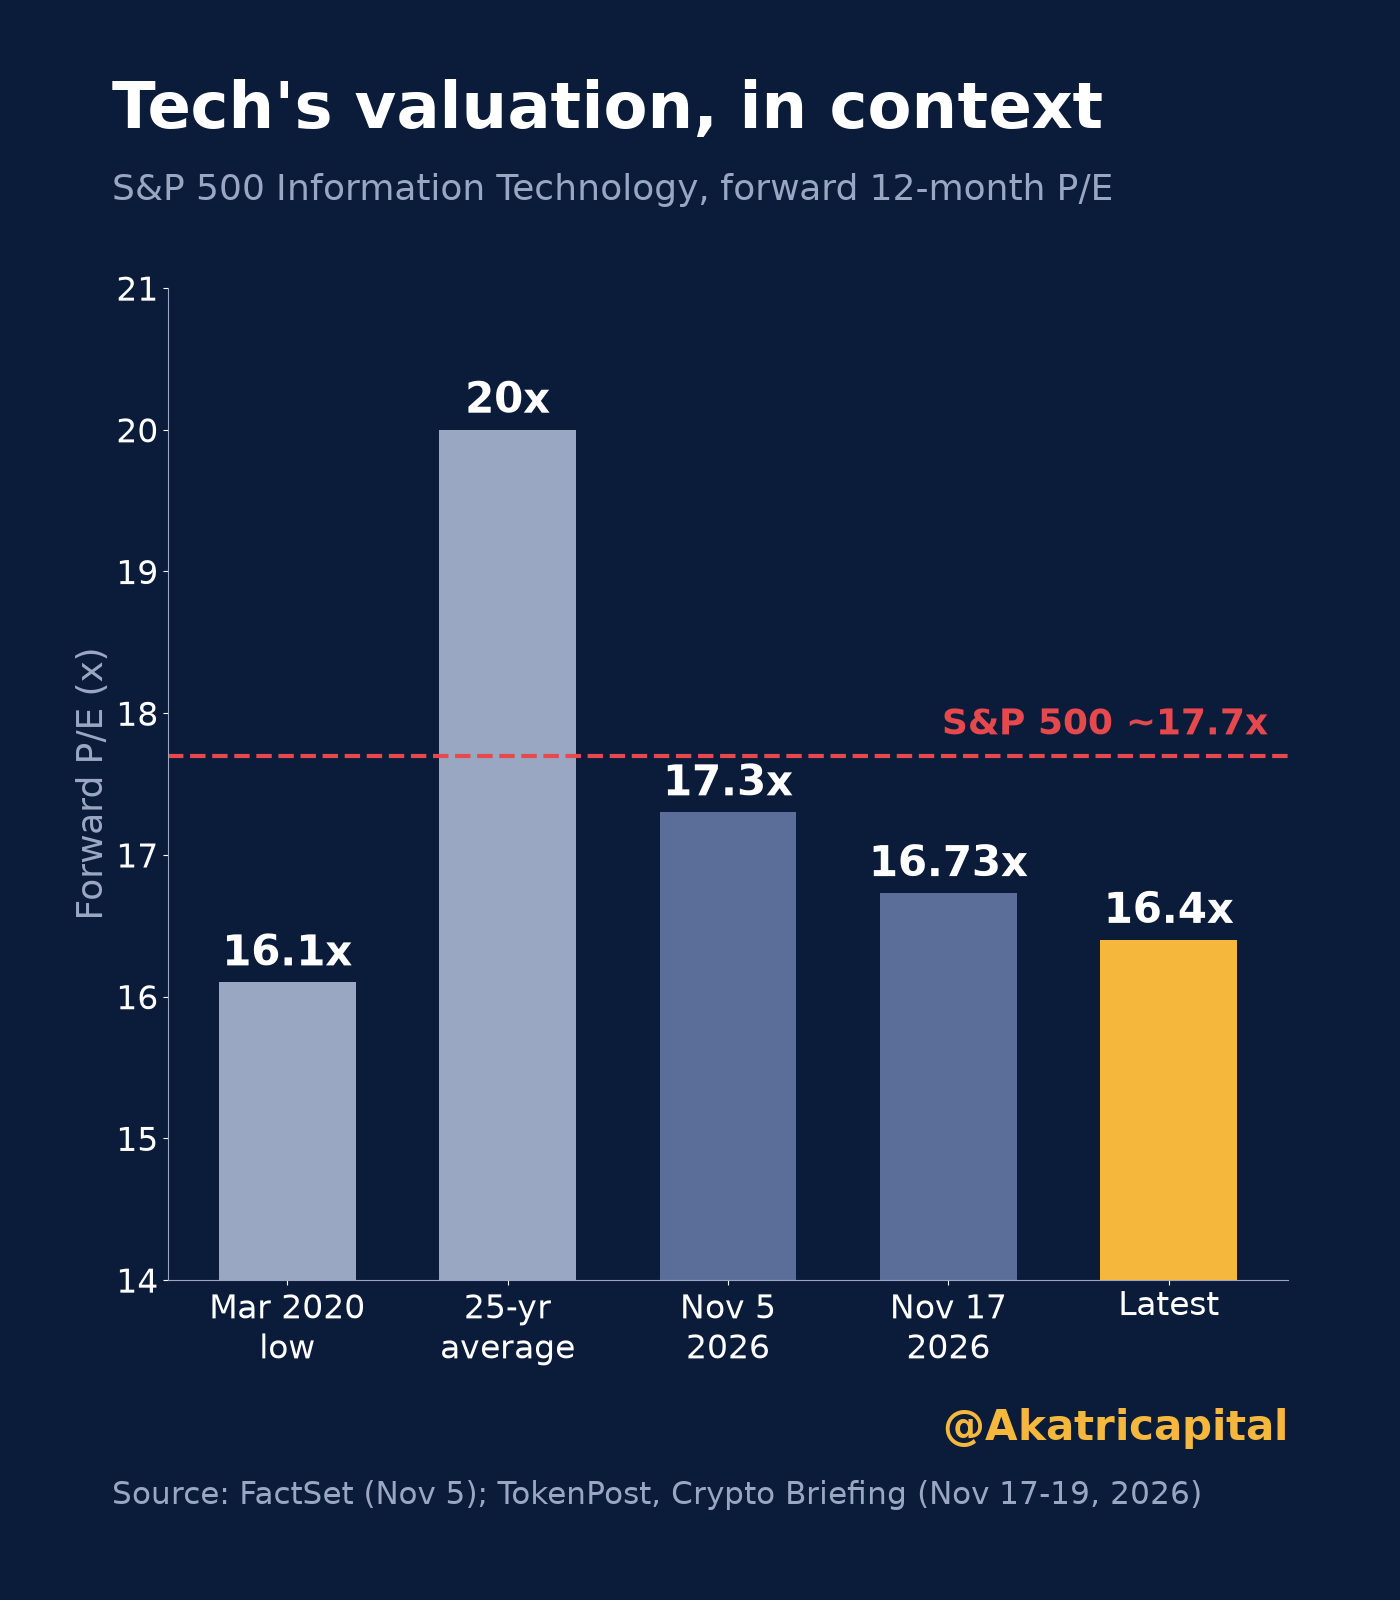 Tech's valuation, in context
S&P 500 Information Technology, forward 12-month P/E
Forward P/E (x)
21
20
19
18
17
16
15
14
16.1x
20x
17.3x
16.73x
16.4x
S&P 500 ~17.7x
Mar 2020
low
25-yr
average
Nov 5
2026
Nov 17
2026
Latest
@Akatricapital
Source: FactSet (Nov 5); TokenPost, Crypto Briefing (Nov 17-19, 2026)